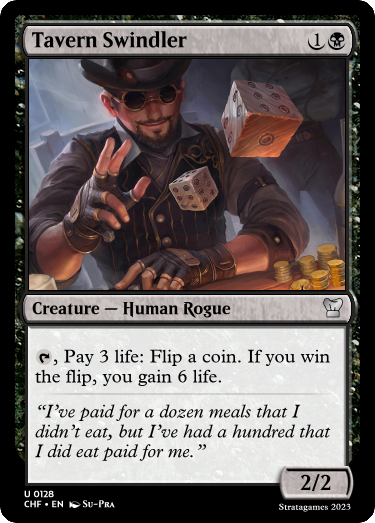 Tavern Swindler 1
Creature — Human Rogue
, Pay 3 life: Flip a coin. If you win
the flip, you gain 6 life.
“I’ve paid for a dozen meals that I
didn’t eat, but I’ve had a hundred that
I did eat paid for me.”
2/2
U 0128
CHF • EN Su-Pra
Stratagames 2023